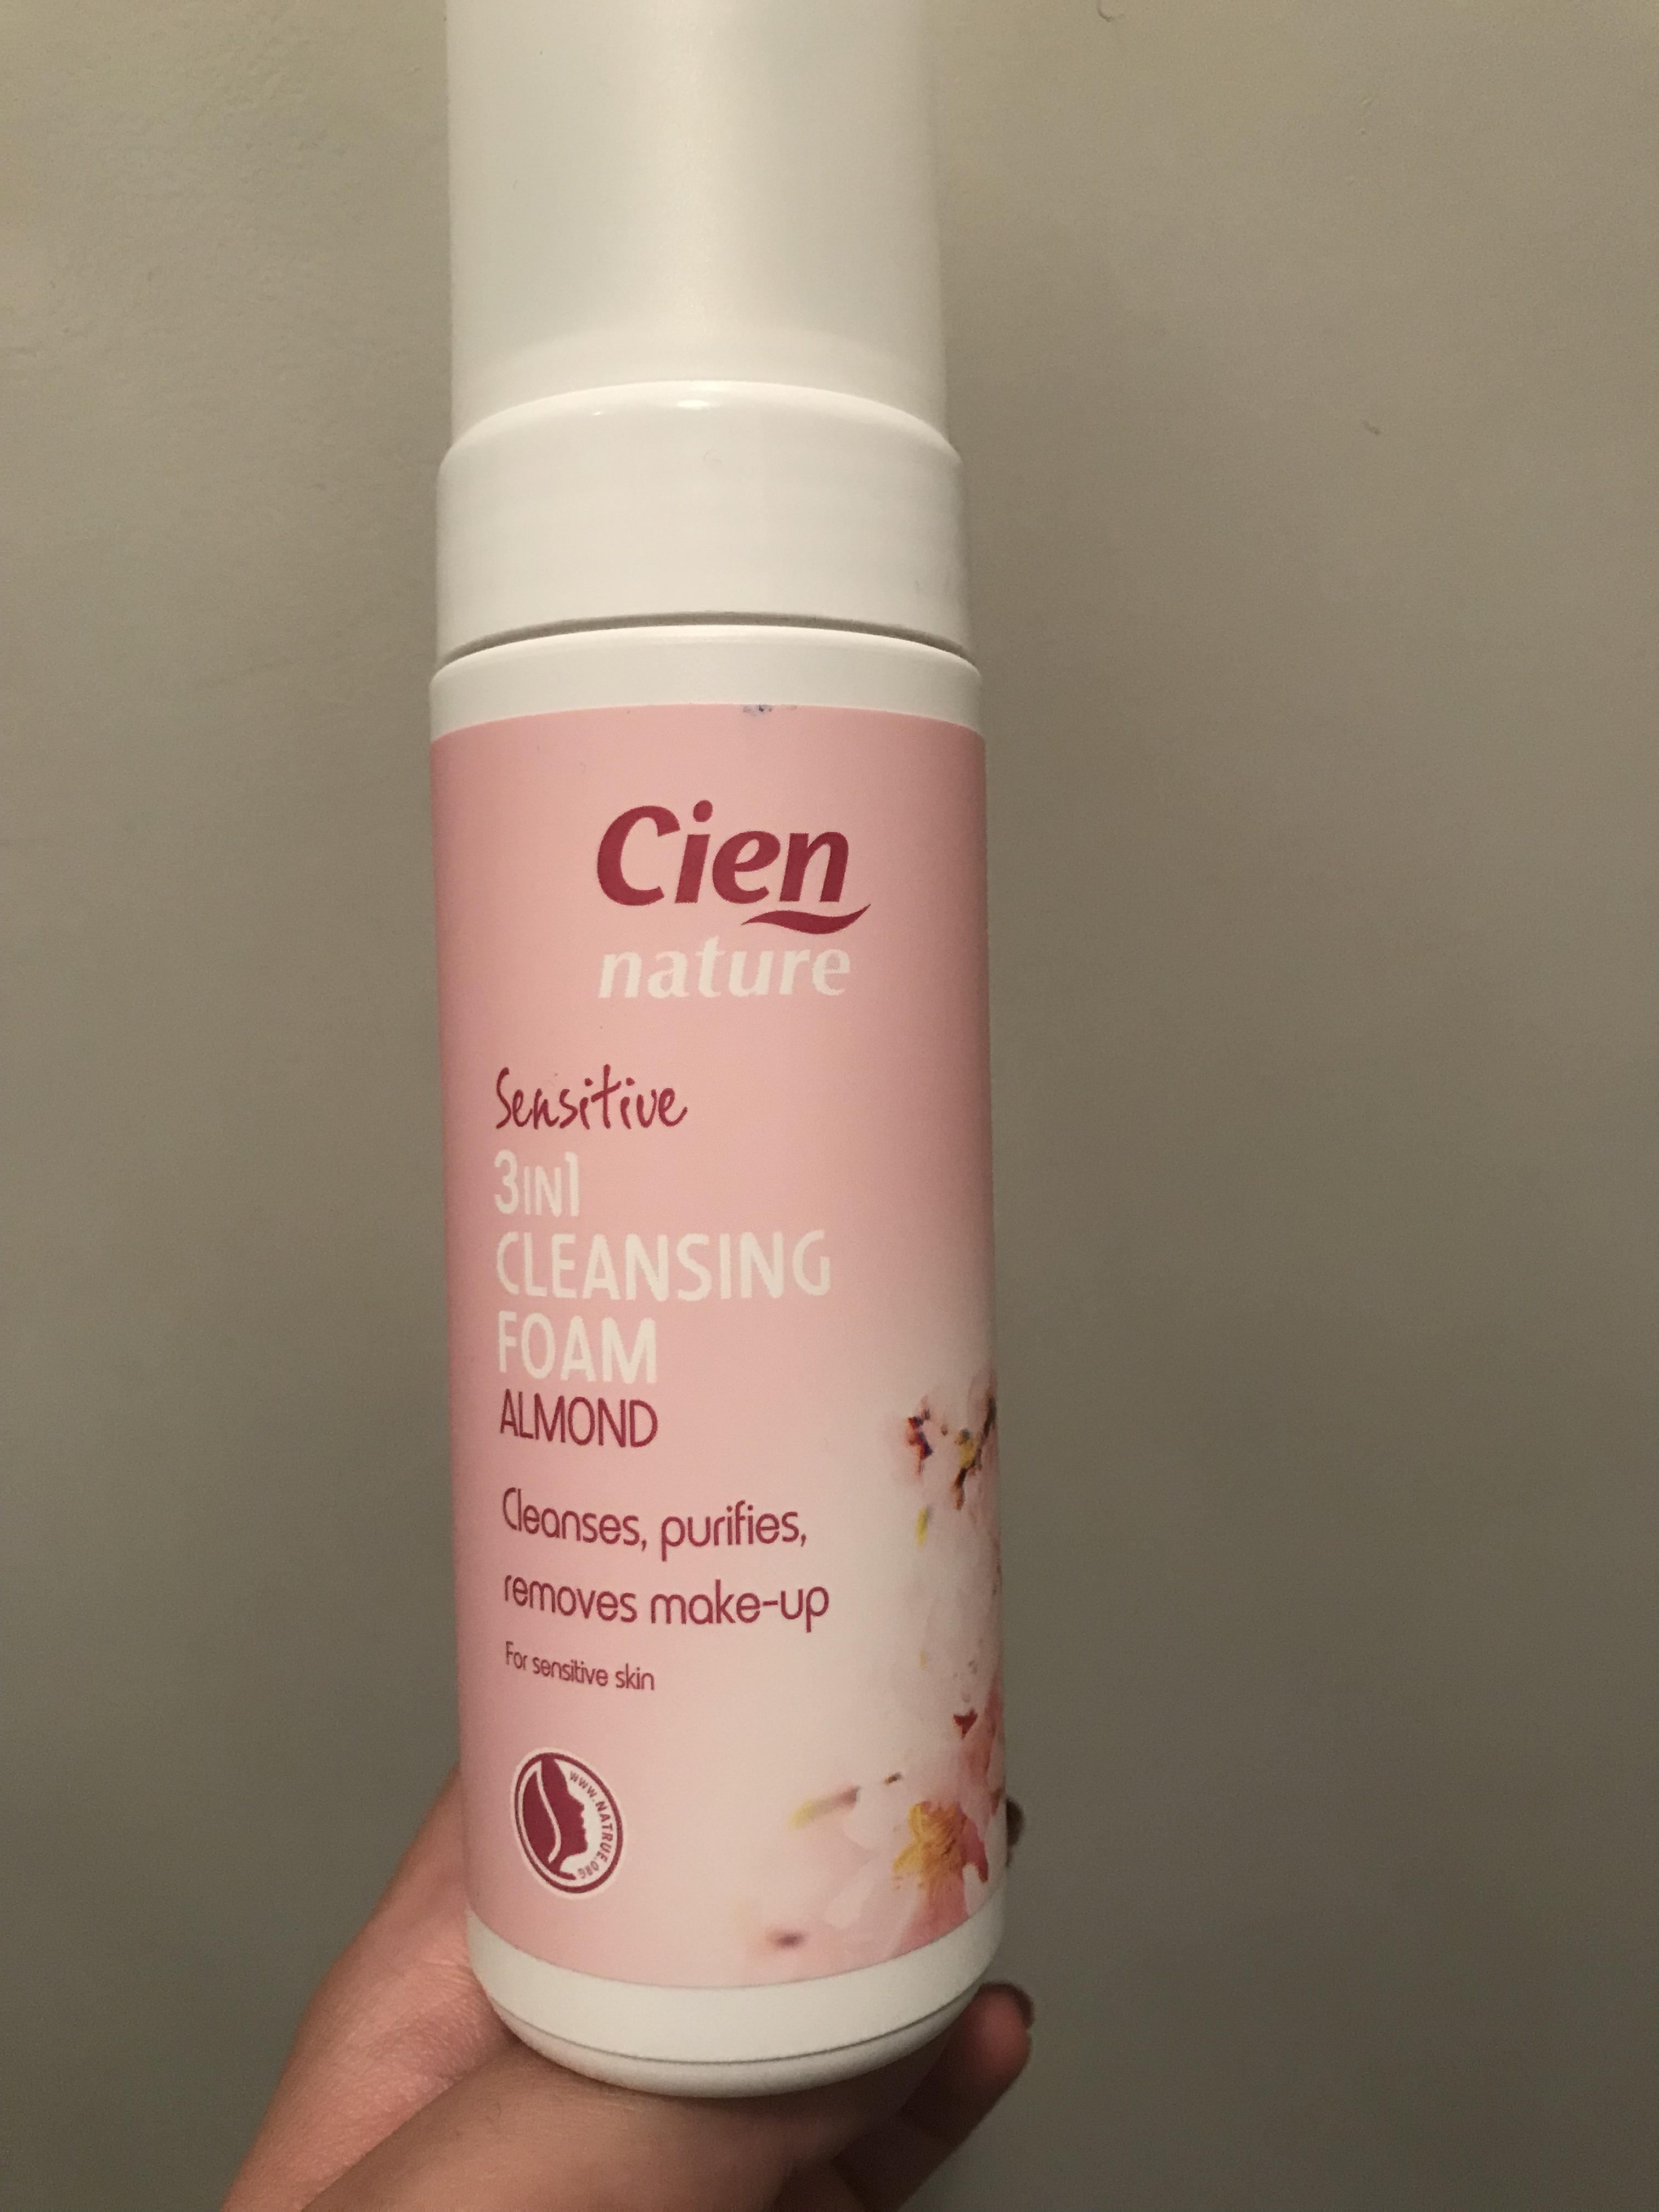 Cien
nature
Sensitive
3IN1
CLEANSING
FOAM
ALMOND
Cleanses, purifies,
removes make-up
For sensitive skin
WWW.NATRUE.ORG